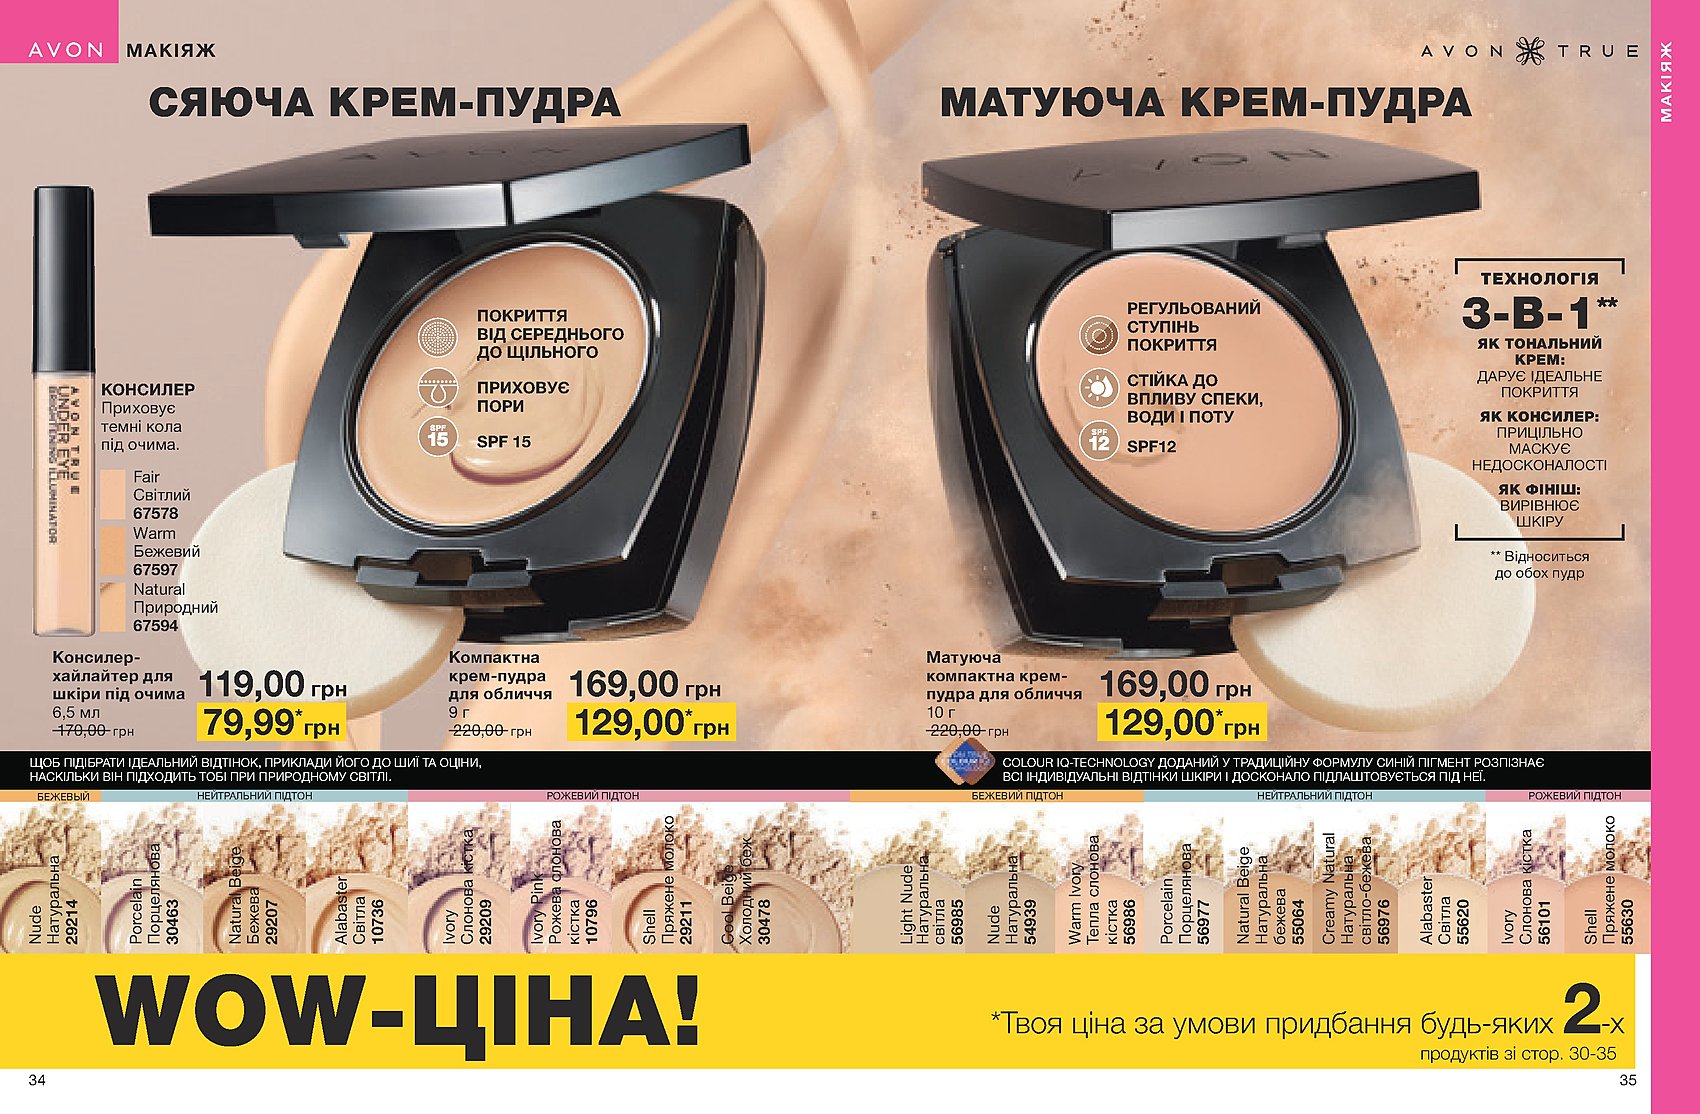 AVON МАКІЯЖ
AVON TRUE
МАКІЯЖ
СЯЮЧА КРЕМ-ПУДРА
МАТУЮЧА КРЕМ-ПУДРА
AVON
AVON
ПОКРИТТЯ
ВІД СЕРЕДНЬОГО
ДО ЩІЛЬНОГО
ПРИХОВУЄ
ПОРИ
SPF
15
SPF 15
РЕГУЛЬОВАНИЙ
СТУПІНЬ
ПОКРИТТЯ
СТІЙКА ДО
ВПЛИВУ СПЕКИ,
ВОДИ І ПОТУ
SPF
12
SPF12
ТЕХНОЛОГІЯ
3-В-1**
ЯК ТОНАЛЬНИЙ
КРЕМ:
ДАРУЄ ІДЕАЛЬНЕ
ПОКРИТТЯ
ЯК КОНСИЛЕР:
ПРИЦІЛЬНО
МАСКУЄ
НЕДОСКОНАЛОСТІ
ЯК ФІНІШ:
ВИРІВНЮЄ
ШКІРУ
** Відноситься
до обох пудр
AVON TRUE
UNDER EYE
BRIGHTENING ILLUMINATOR
КОНСИЛЕР
Приховує
темні кола
під очима.
Fair
Світлий
67578
Warm
Бежевий
67597
Natural
Природний
67594
Консилер-
хайлайтер для
шкіри під очима
6,5 мл
170,00 грн
119,00 грн
79,99* грн
Компактна
крем-пудра
для обличчя
9 г
220,00 грн
169,00 грн
129,00* грн
Матуюча
компактна крем-
пудра для обличчя
10 г
220,00 грн
169,00 грн
129,00* грн
ЩОБ ПІДІБРАТИ ІДЕАЛЬНИЙ ВІДТІНОК, ПРИКЛАДИ ЙОГО ДО ШИЇ ТА ОЦІНИ,
НАСКІЛЬКИ ВІН ПІДХОДИТЬ ТОБІ ПРИ ПРИРОДНОМУ СВІТЛІ.
COLOUR IQ-TECHNOLOGY ДОДАНИЙ У ТРАДИЦІЙНУ ФОРМУЛУ СИНІЙ ПІГМЕНТ РОЗПІЗНАЄ
ВСІ ІНДИВІДУАЛЬНІ ВІДТІНКИ ШКІРИ І ДОСКОНАЛО ПІДЛАШТОВУЄТЬСЯ ПІД НЕЇ.
БЕЖЕВЫЙ
НЕЙТРАЛЬНИЙ ПІДТОН
РОЖЕВИЙ ПІДТОН
БЕЖЕВИЙ ПІДТОН
НЕЙТРАЛЬНИЙ ПІДТОН
РОЖЕВИЙ ПІДТОН
Nude
Натуральна
29214
Porcelain
Порцелянова
30463
Natural Beige
Бежева
29207
Alabaster
Світла
10736
Ivory
Слонова кістка
29209
Ivory Pink
Рожева слонова
кістка
10796
Shell
Пряжене молоко
29211
Cool Beige
Холодний беж
30478
Light Nude
Натуральна
світла
56985
Nude
Натуральна
54939
Warm Ivory
Тепла слонова
кістка
56986
Porcelain
Порцелянова
56977
Natural Beige
Натуральна
бежева
55064
Creamy Natural
Натуральна
світло-бежева
56976
Alabaster
Світла
55620
Ivory
Слонова кістка
56101
Shell
Пряжене молоко
55630
WOW-ЦІНА!
*Твоя ціна за умови придбання будь-яких 2-х
продуктів зі стор. 30-35
34
35